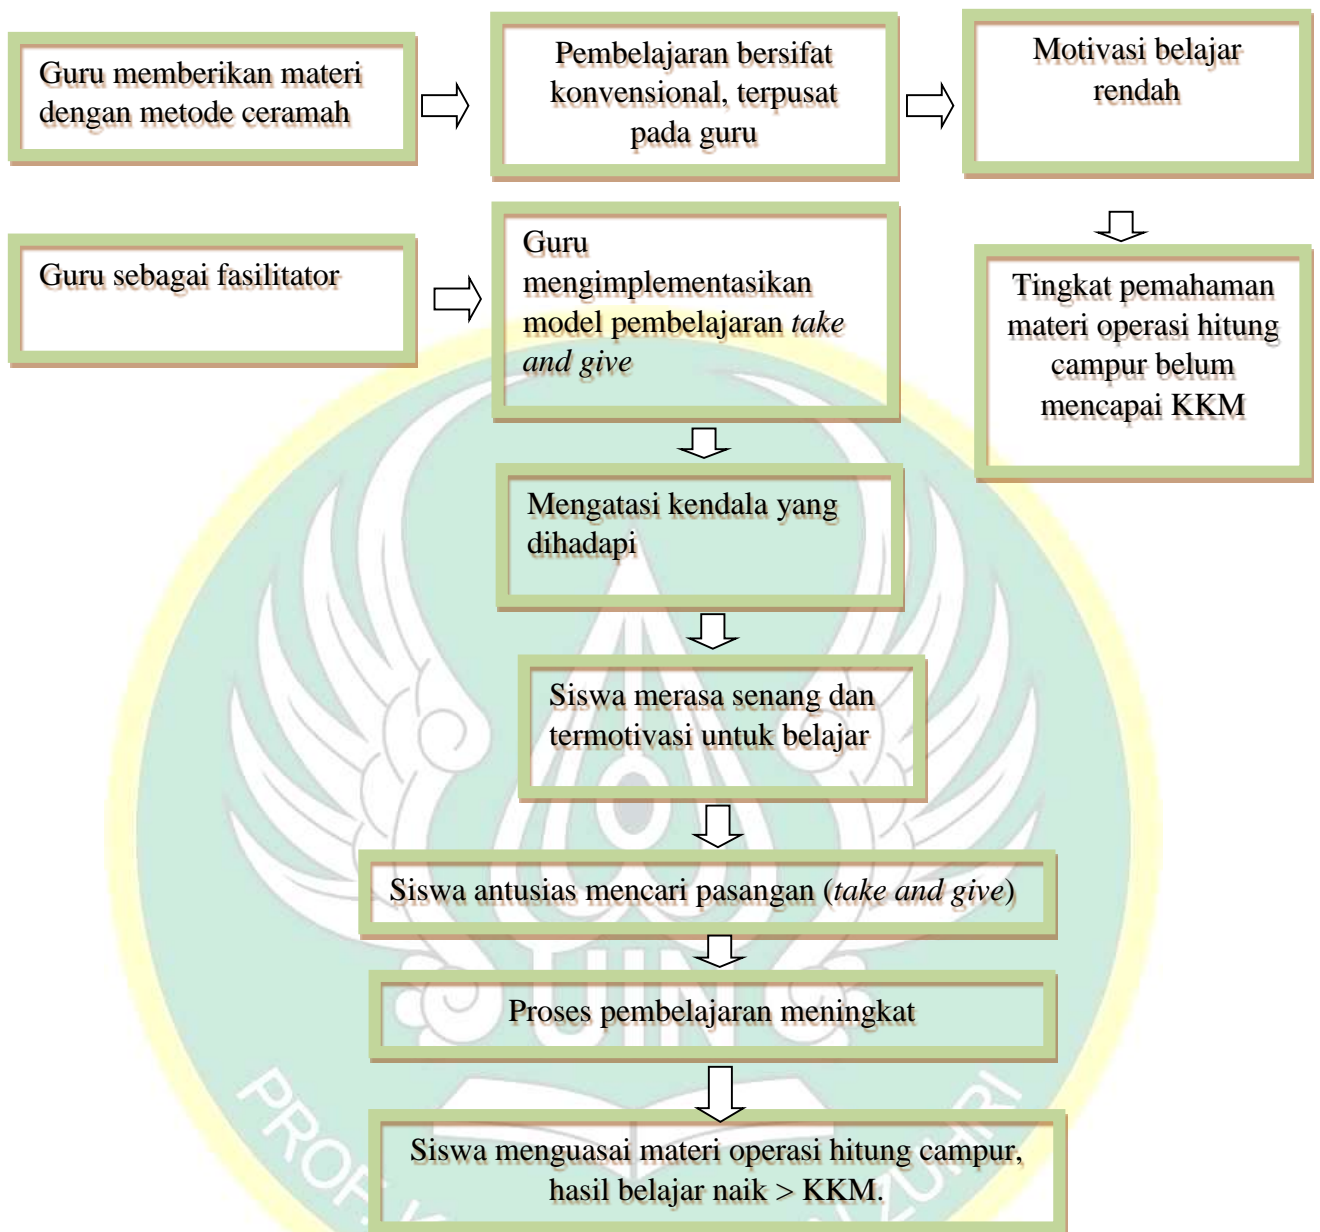 Guru memberikan materi
dengan metode ceramah
Pembelajaran bersifat
konvensional, terpusat
pada guru
Motivasi belajar
rendah
Guru sebagai fasilitator
Guru
mengimplementasikan
model pembelajaran take
and give
Tingkat pemahaman
materi operasi hitung
campur belum
mencapai KKM
Mengatasi kendala yang
dihadapi
Siswa merasa senang dan
termotivasi untuk belajar
Siswa antusias mencari pasangan (take and give)
Proses pembelajaran meningkat
Siswa menguasai materi operasi hitung campur,
hasil belajar naik > KKM.
UIN
PROF. K
ZUHRI